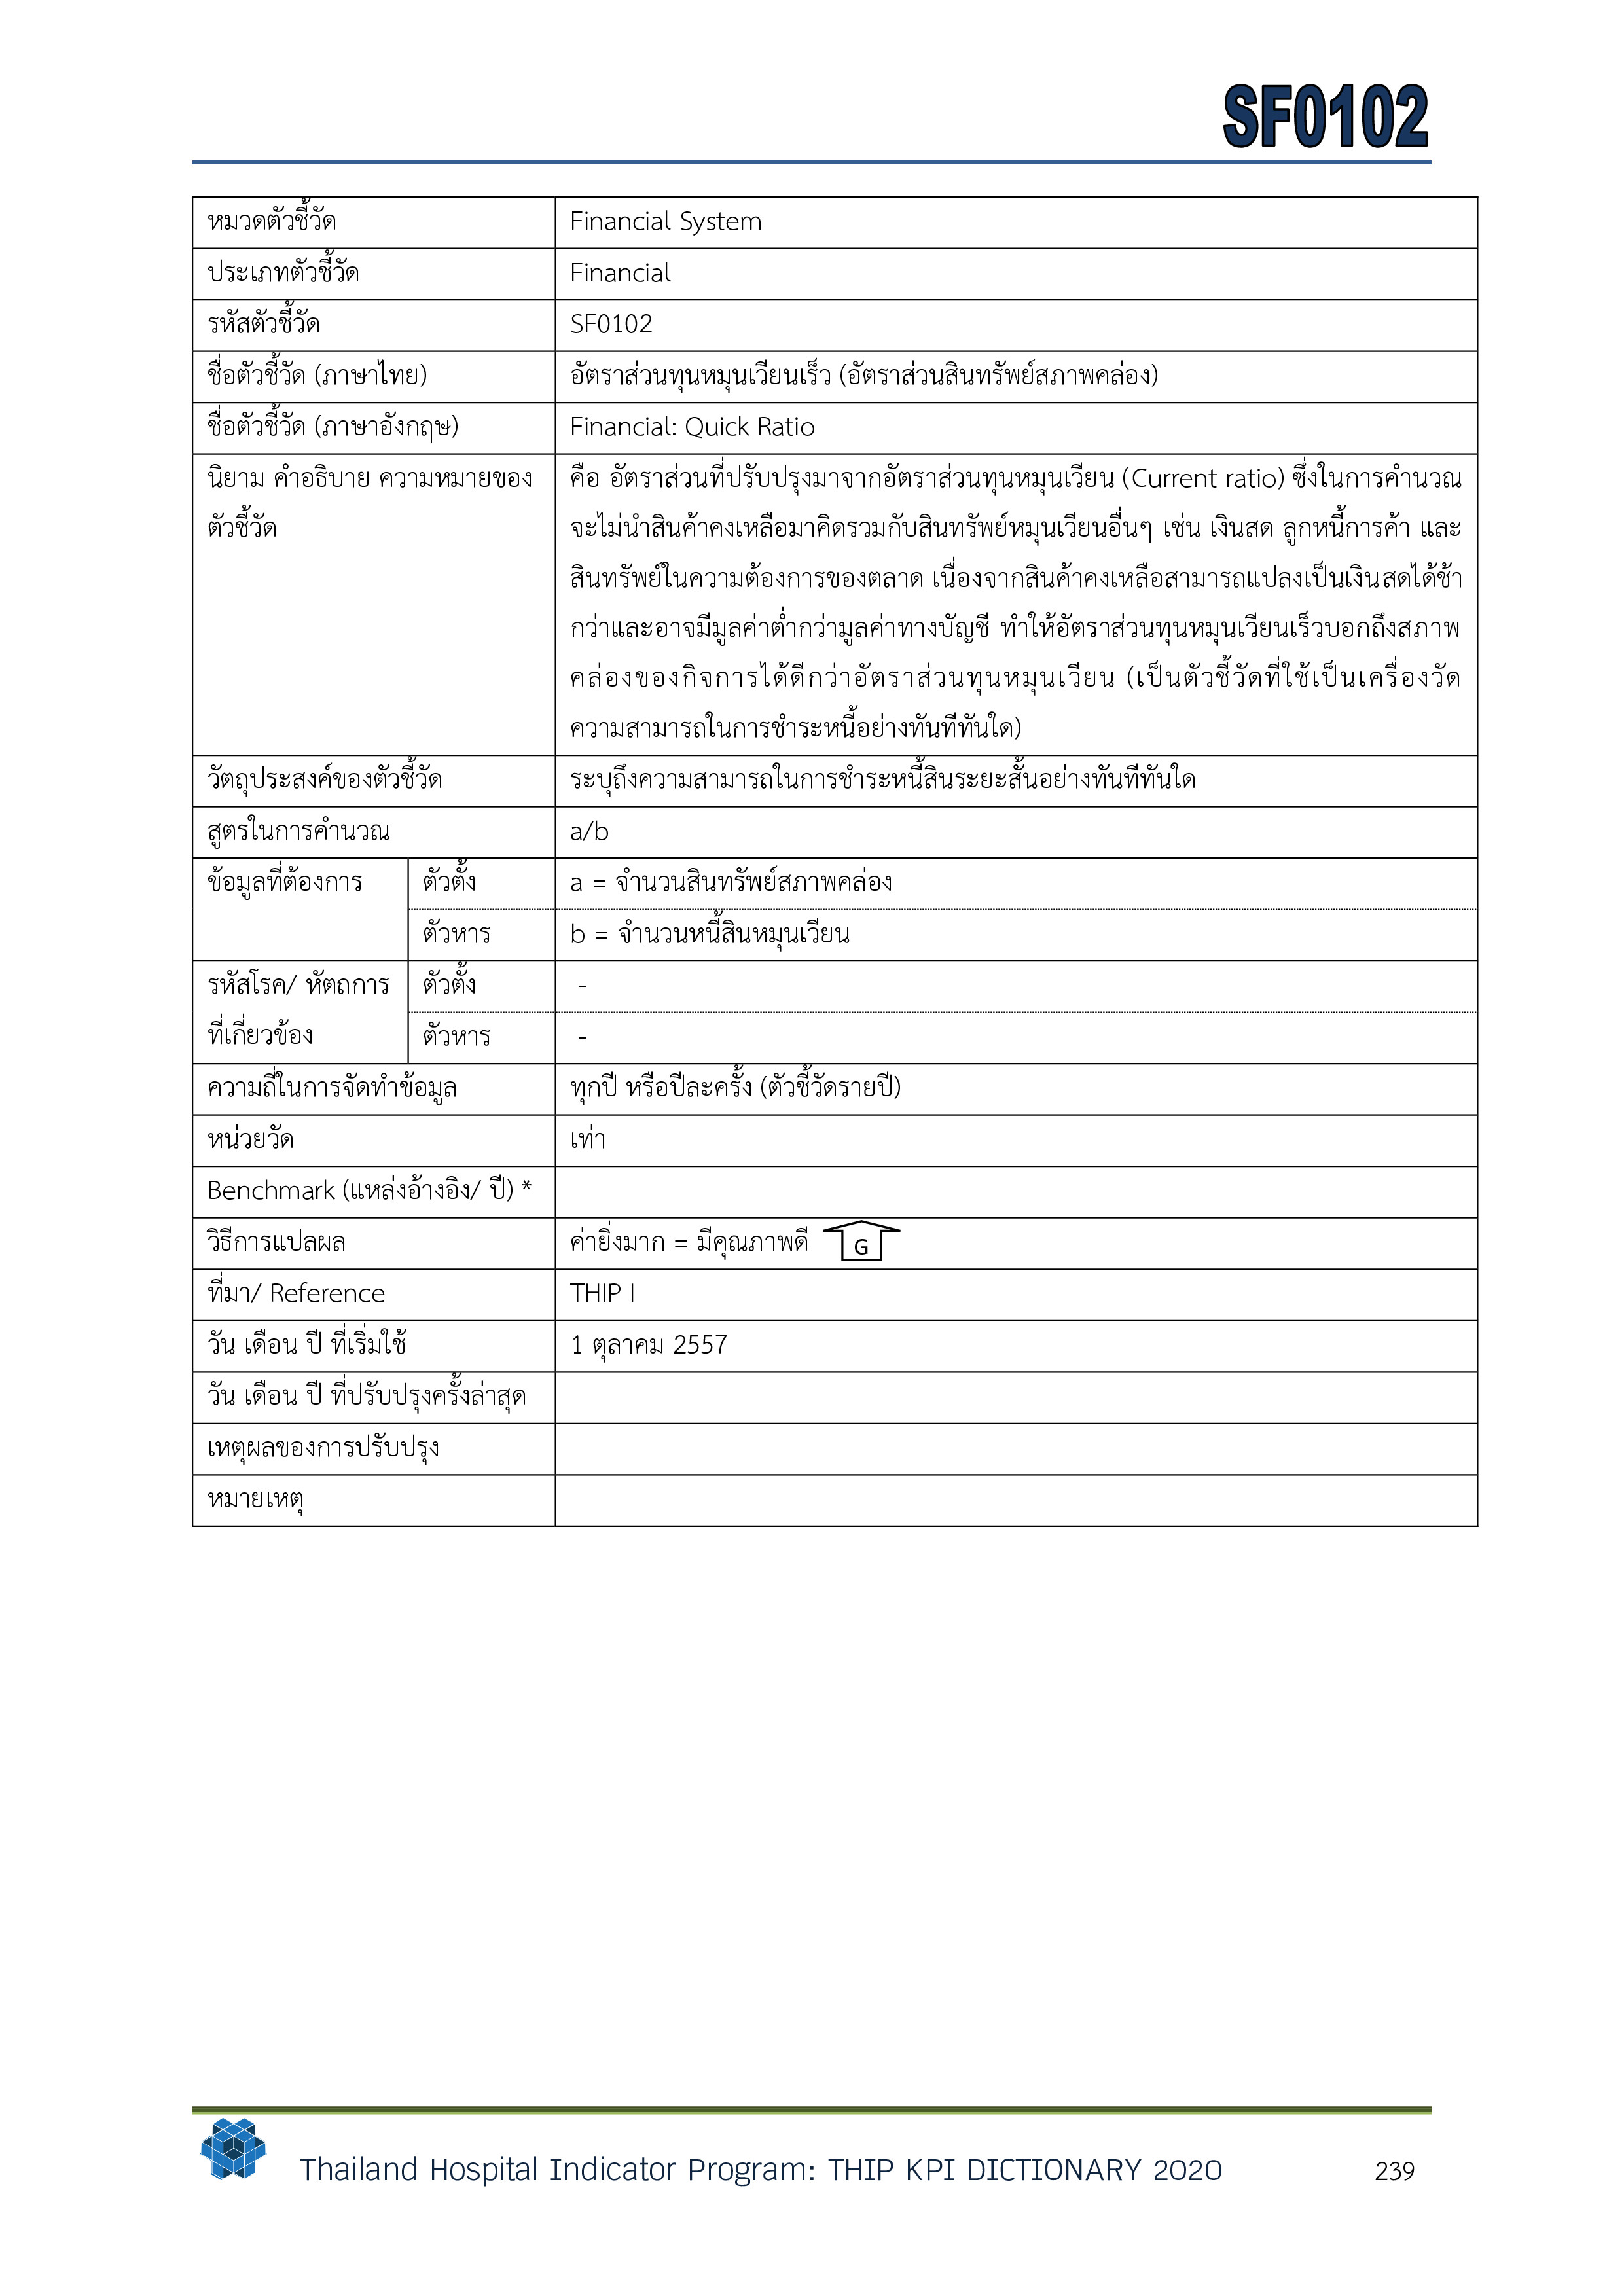 SF0102
หมวดตัวชี้วัด Financial System
ประเภทตัวชี้วัด Financial
รหัสตัวชี้วัด SF0102
ชื่อตัวชี้วัด (ภาษาไทย) อัตราส่วนทุนหมุนเวียนเร็ว (อัตราส่วนสินทรัพย์สภาพคล่อง)
ชื่อตัวชี้วัด (ภาษาอังกฤษ) Financial: Quick Ratio
นิยาม คำอธิบาย ความหมายของ คือ อัตราส่วนที่ปรับปรุงมาจากอัตราส่วนทุนหมุนเวียน (Current ratio) ซึ่งในการคำนวณ
ตัวชี้วัด จะไม่นำสินค้าคงเหลือมาคิดรวมกับสินทรัพย์หมุนเวียนอื่นๆ เช่น เงินสด ลูกหนี้การค้า และ
สินทรัพย์ในความต้องการของตลาด เนื่องจากสินค้าคงเหลือสามารถแปลงเป็นเงินสดได้ช้า
กว่าและอาจมีมูลค่าต่ำกว่ามูลค่าทางบัญชี ทำให้อัตราส่วนทุนหมุนเวียนเร็วบอกถึงสภาพ
คล่องของกิจการได้ดีกว่าอัตราส่วนทุนหมุนเวียน (เป็นตัวชี้วัดที่ใช้เป็นเครื่องวัด
ความสามารถในการชำระหนี้อย่างทันทีทันใด)
วัตถุประสงค์ของตัวชี้วัด ระบุถึงความสามารถในการชำระหนี้สินระยะสั้นอย่างทันทีทันใด
สูตรในการคำนวณ a/b
ข้อมูลที่ต้องการ ตัวตั้ง a = จำนวนสินทรัพย์สภาพคล่อง
ตัวหาร b = จำนวนหนี้สินหมุนเวียน
รหัสโรค/ หัตถการ ตัวตั้ง -
ที่เกี่ยวข้อง ตัวหาร -
ความถี่ในการจัดทำข้อมูล ทุกปี หรือปีละครั้ง (ตัวชี้วัดรายปี)
หน่วยวัด เท่า
Benchmark (แหล่งอ้างอิง/ ปี) *
วิธีการแปลผล ค่ายิ่งมาก = มีคุณภาพดี G
ที่มา/ Reference THIP I
วัน เดือน ปี ที่เริ่มใช้ 1 ตุลาคม 2557
วัน เดือน ปี ที่ปรับปรุงครั้งล่าสุด
เหตุผลของการปรับปรุง
หมายเหตุ
Thailand Hospital Indicator Program: THIP KPI DICTIONARY 2020 239